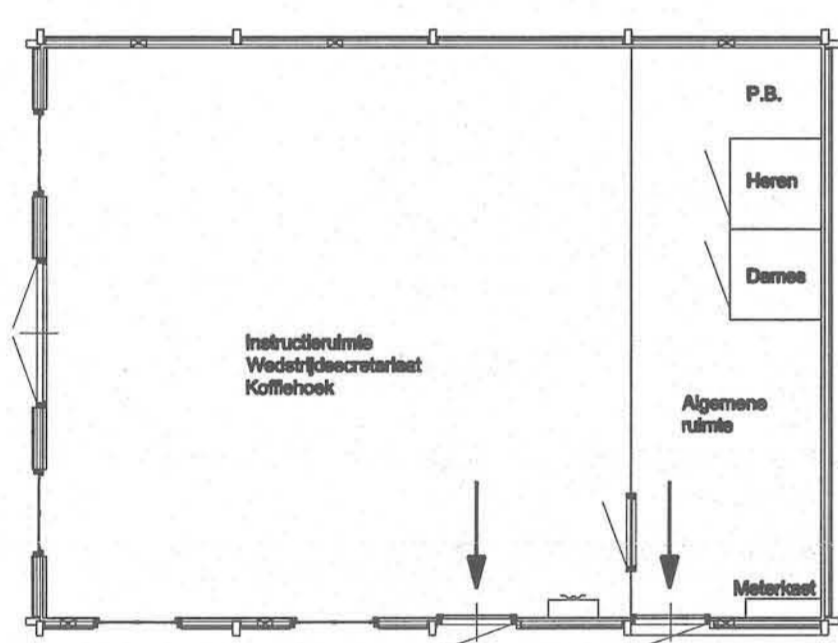 P.B.
Heren
Dames
Instructieruimte
Wedstrijdsecretariaat
Koffiehoek
Algemene
ruimte
Meterkast